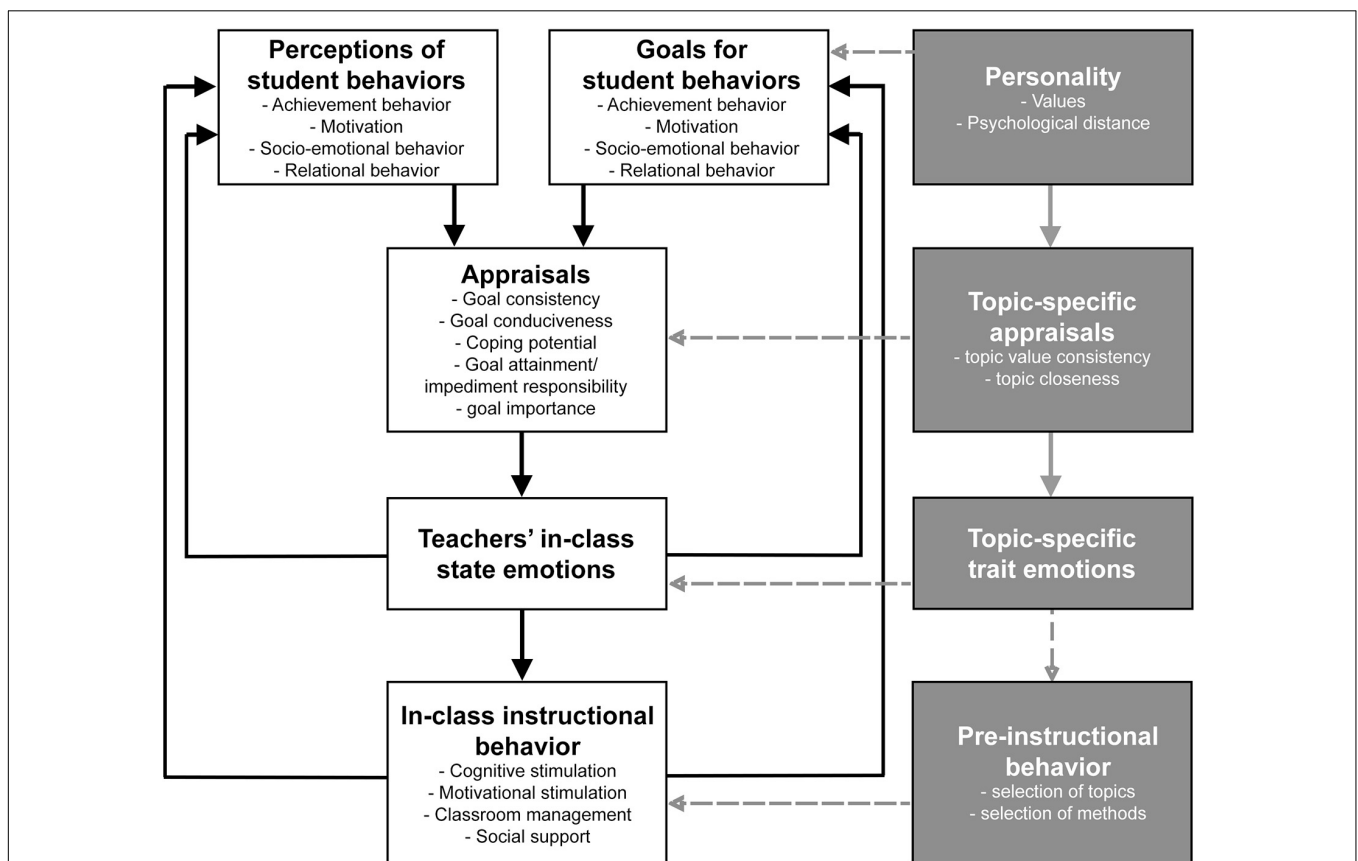 Perceptions of
student behaviors
- Achievement behavior
- Motivation
- Socio-emotional behavior
- Relational behavior
Goals for
student behaviors
- Achievement behavior
- Motivation
- Socio-emotional behavior
- Relational behavior
Personality
- Values
- Psychological distance
Appraisals
- Goal consistency
- Goal conduciveness
- Coping potential
- Goal attainment/
impediment responsibility
- goal importance
Topic-specific
appraisals
- topic value consistency
- topic closeness
Teachers’ in-class
state emotions
Topic-specific
trait emotions
In-class instructional
behavior
- Cognitive stimulation
- Motivational stimulation
- Classroom management
- Social support
Pre-instructional
behavior
- selection of topics
- selection of methods